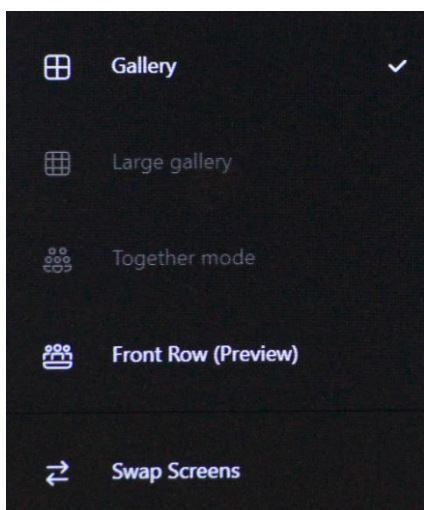 Gallery
Large gallery
Together mode
Front Row (Preview)
Swap Screens